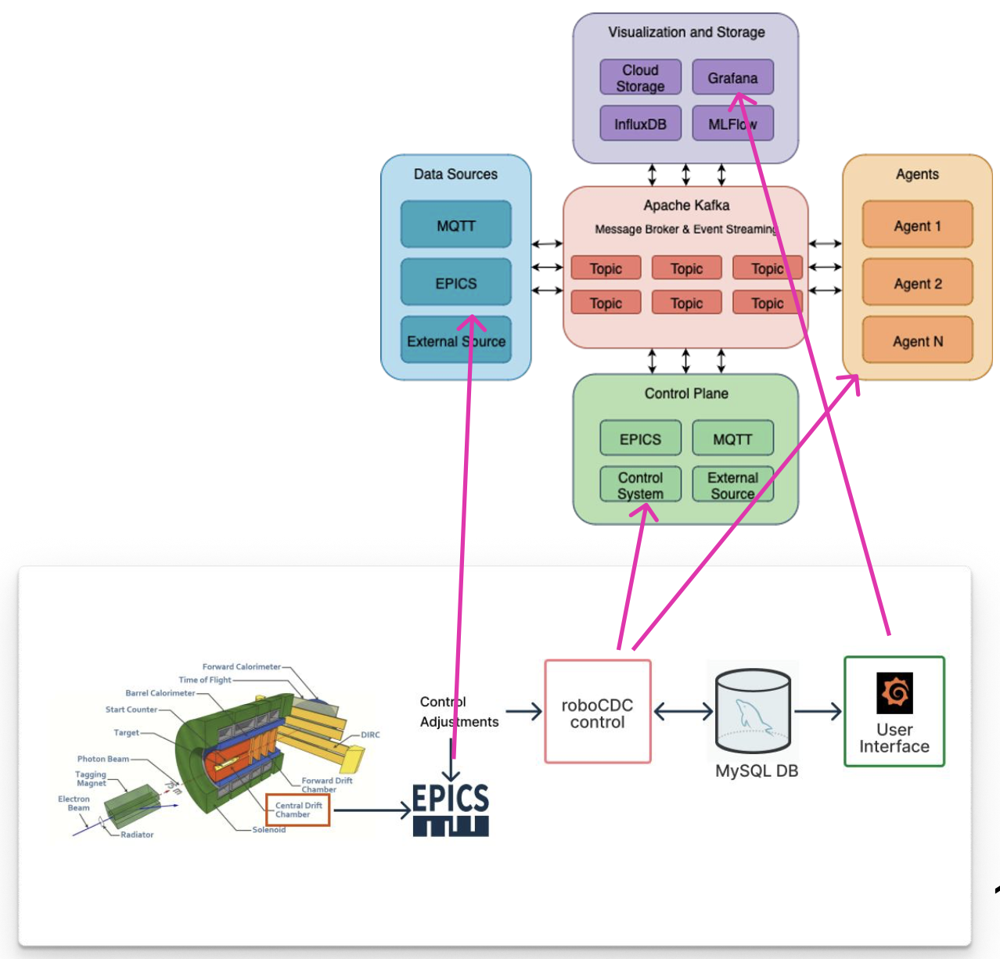 Visualization and Storage
Cloud
Storage
Grafana
InfluxDB
MLFlow
Data Sources
MQTT
EPICS
External Source
Apache Kafka
Message Broker & Event Streaming
Topic
Topic
Topic
Topic
Topic
Topic
Agents
Agent 1
Agent 2
Agent N
Control Plane
EPICS
MQTT
Control
System
External
Source
Forward Calorimeter
Time of Flight
Barrel Calorimeter
Start Counter
Target
Photon Beam
Tagging
Magnet
Electron
Beam
Radiator
DIRC
Forward Drift
Chamber
Central Drift
Chamber
Solenoid
Control
Adjustments
EPICS
roboCDC
control
MySQL DB
User
Interface